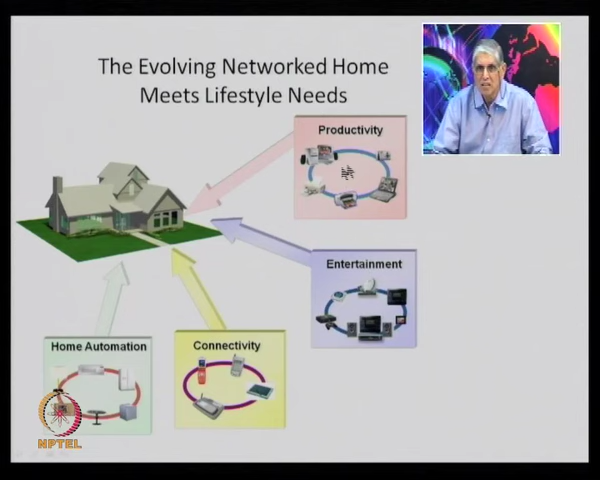 The Evolving Networked Home
Meets Lifestyle Needs
Productivity
Entertainment
Home Automation
Connectivity
NPTEL